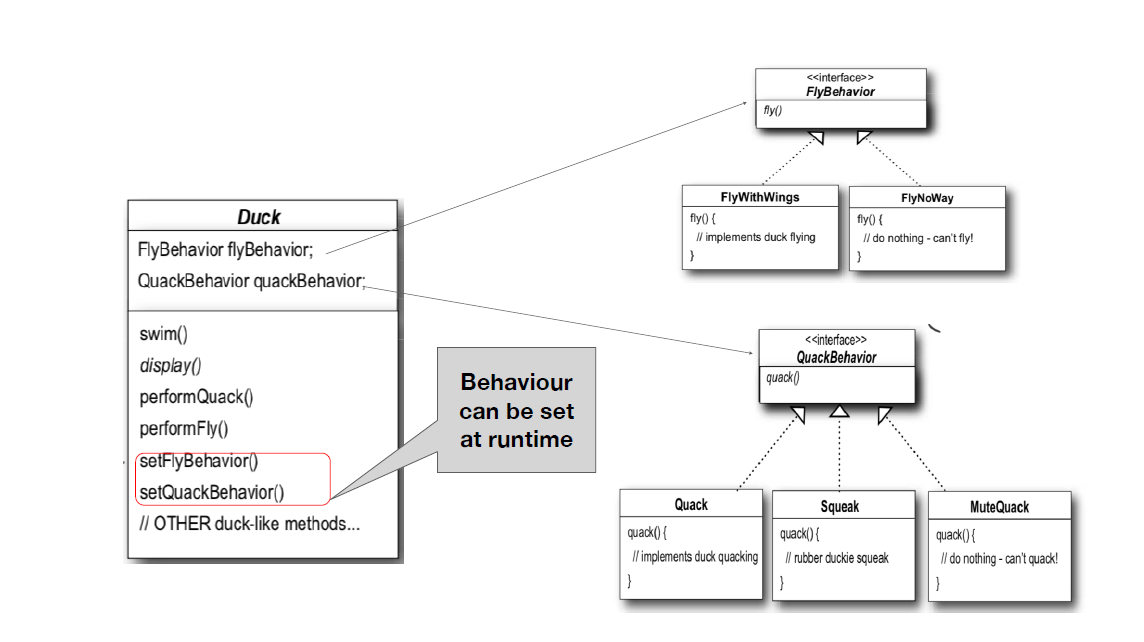 <<interface>>
FlyBehavior
fly()
FlyWithWings
fly() {
// implements duck flying
}
FlyNoWay
fly() {
// do nothing - can't fly!
}
Duck
FlyBehavior flyBehavior;
QuackBehavior quackBehavior;
swim()
display()
performQuack()
performFly()
setFlyBehavior()
setQuackBehavior()
// OTHER duck-like methods...
Behaviour
can be set
at runtime
<<interface>>
QuackBehavior
quack()
Quack
quack() {
// implements duck quacking
}
Squeak
quack() {
// rubber duckie squeak
}
MuteQuack
quack() {
// do nothing - can't quack!
}